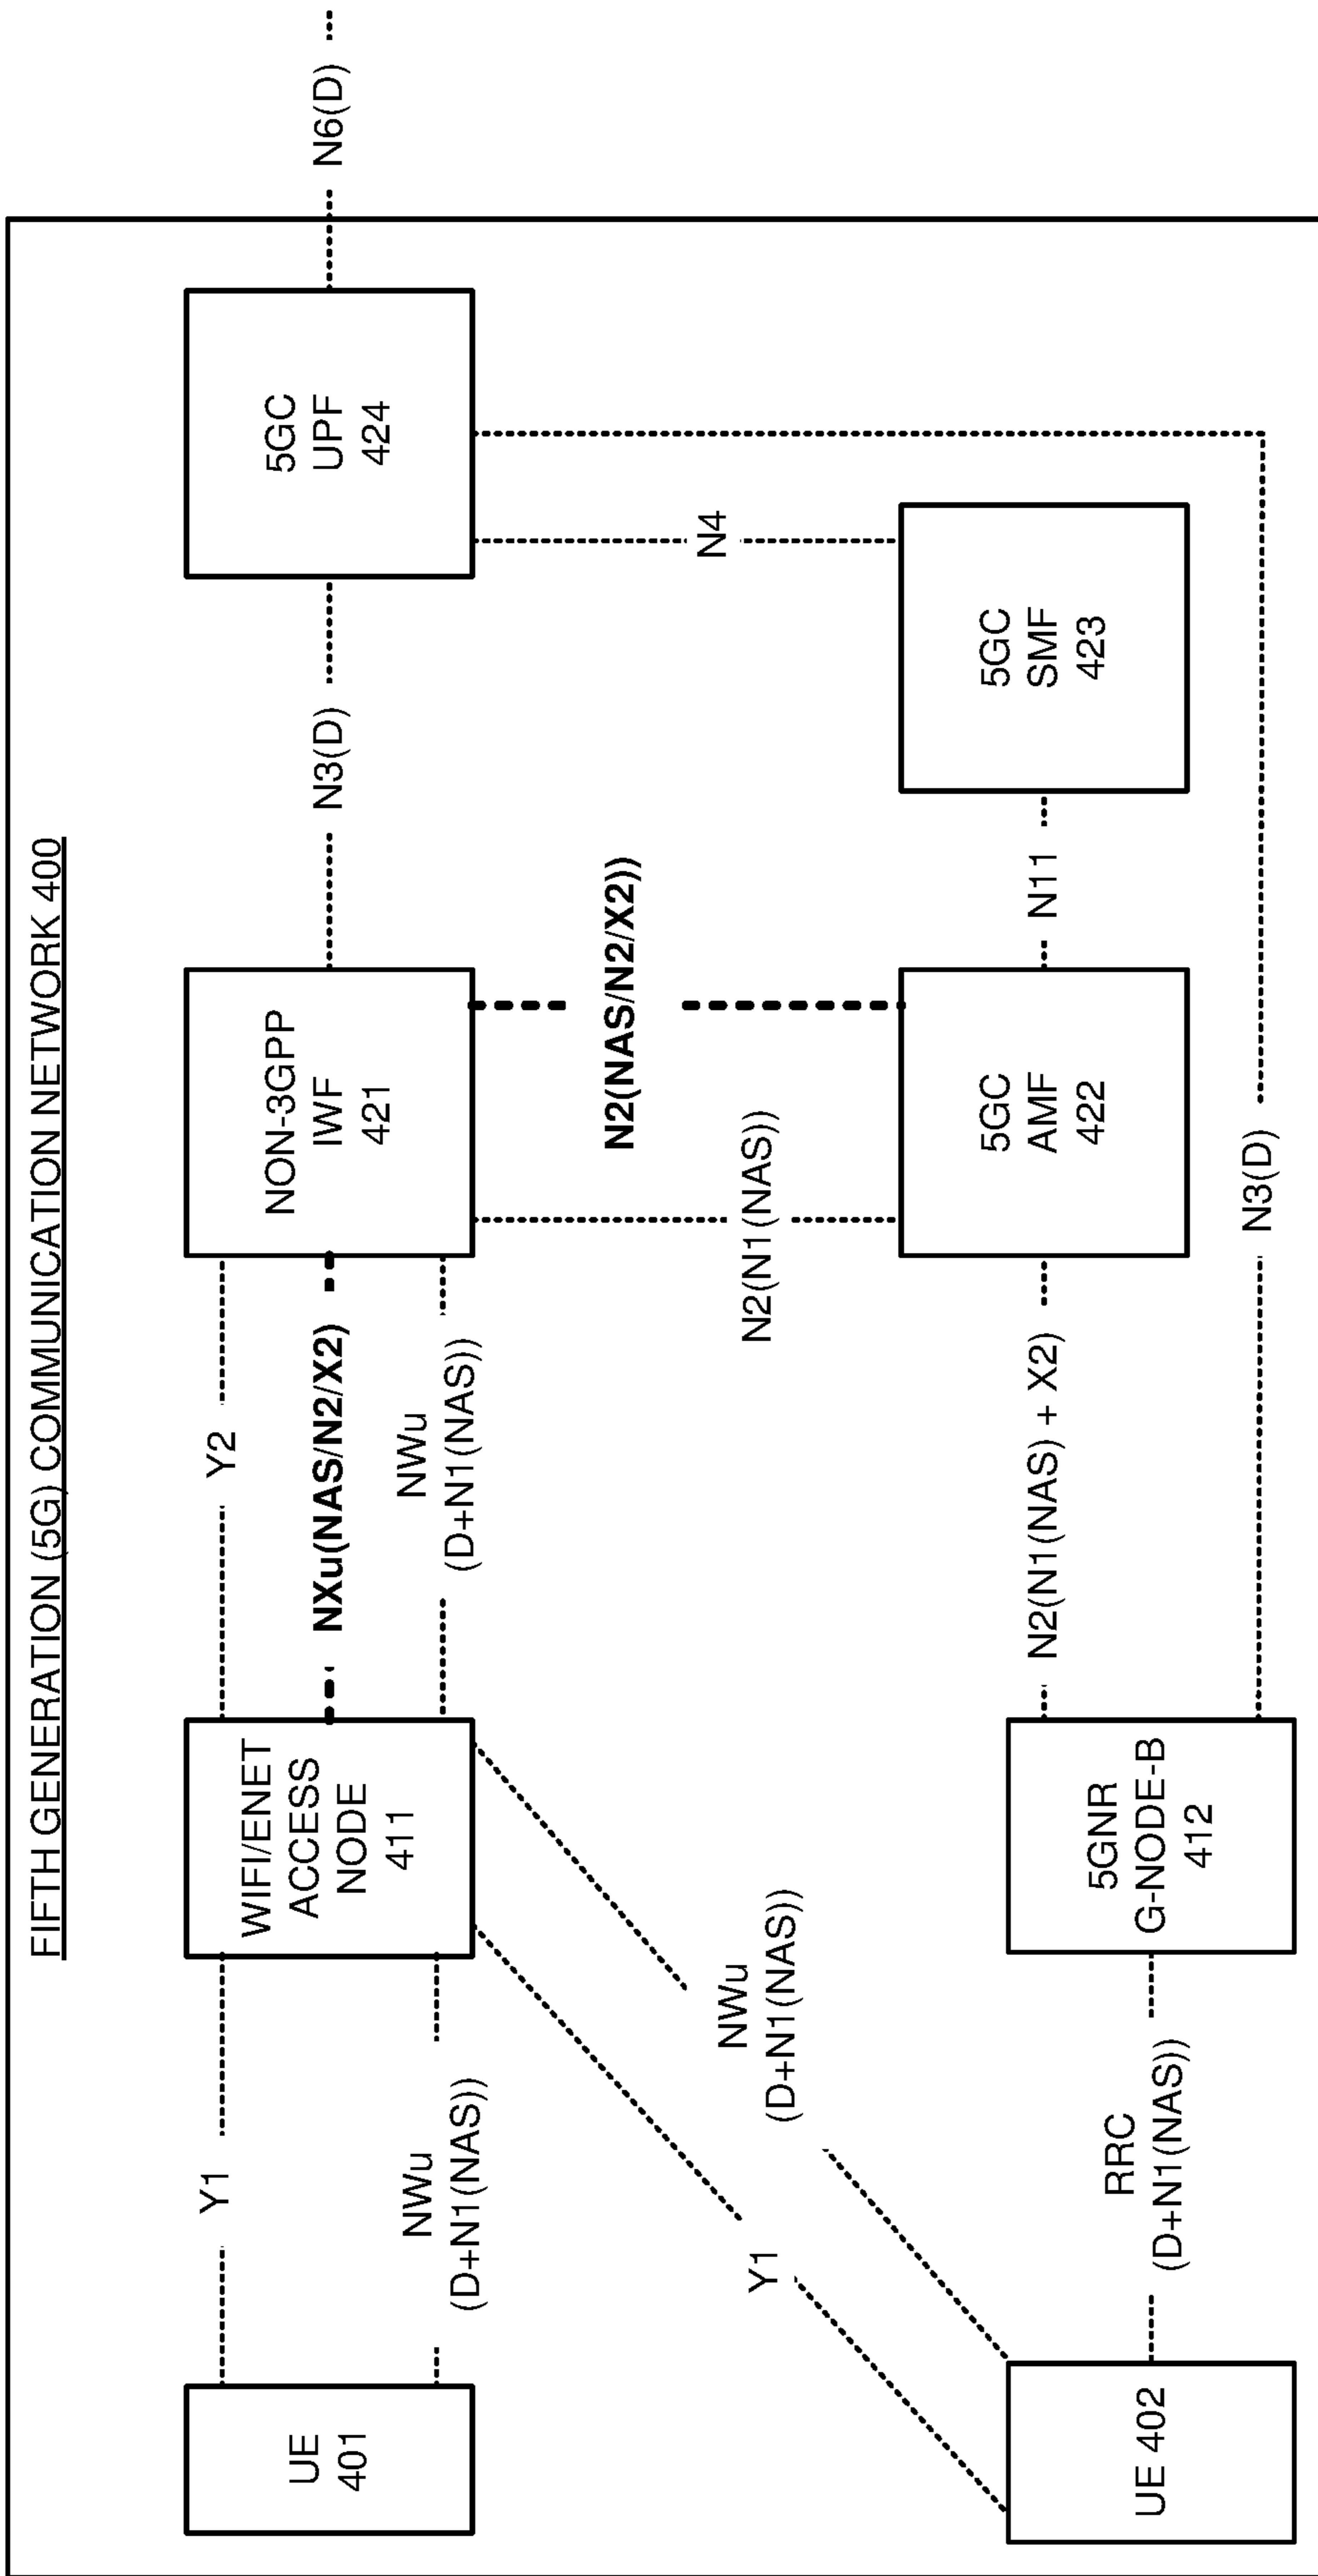 FIFTH GENERATION (5G) COMMUNICATION NETWORK 400
UE
401
Y1
NWu
(D+N1(NAS))
WIFI/ENET
ACCESS
NODE
411
Y2
NXu(NAS/N2/X2)
NWu
(D+N1(NAS))
NON-3GPP
IWF
421
N3(D)
5GC
UPF
424
N6(D)
Y1
NWu
(D+N1(NAS))
N2(N1(NAS))
N2(NAS/N2/X2))
N4
UE 402
RRC
(D+N1(NAS))
5GNR
G-NODE-B
412
N2(N1(NAS) + X2)
5GC
AMF
422
N11
5GC
SMF
423
N3(D)